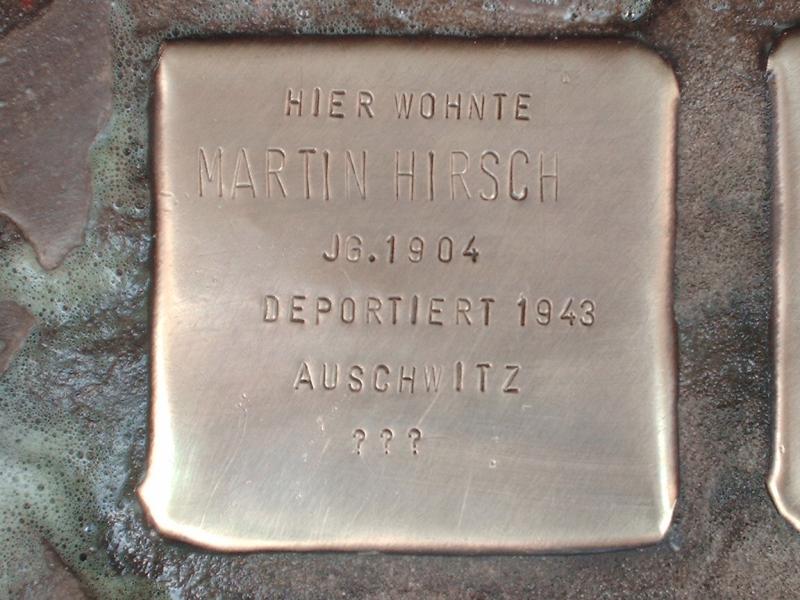 HIER WOHNTE
MARTIN HIRSCH
JG.1904
DEPORTIERT 1943
AUSCHWITZ
???